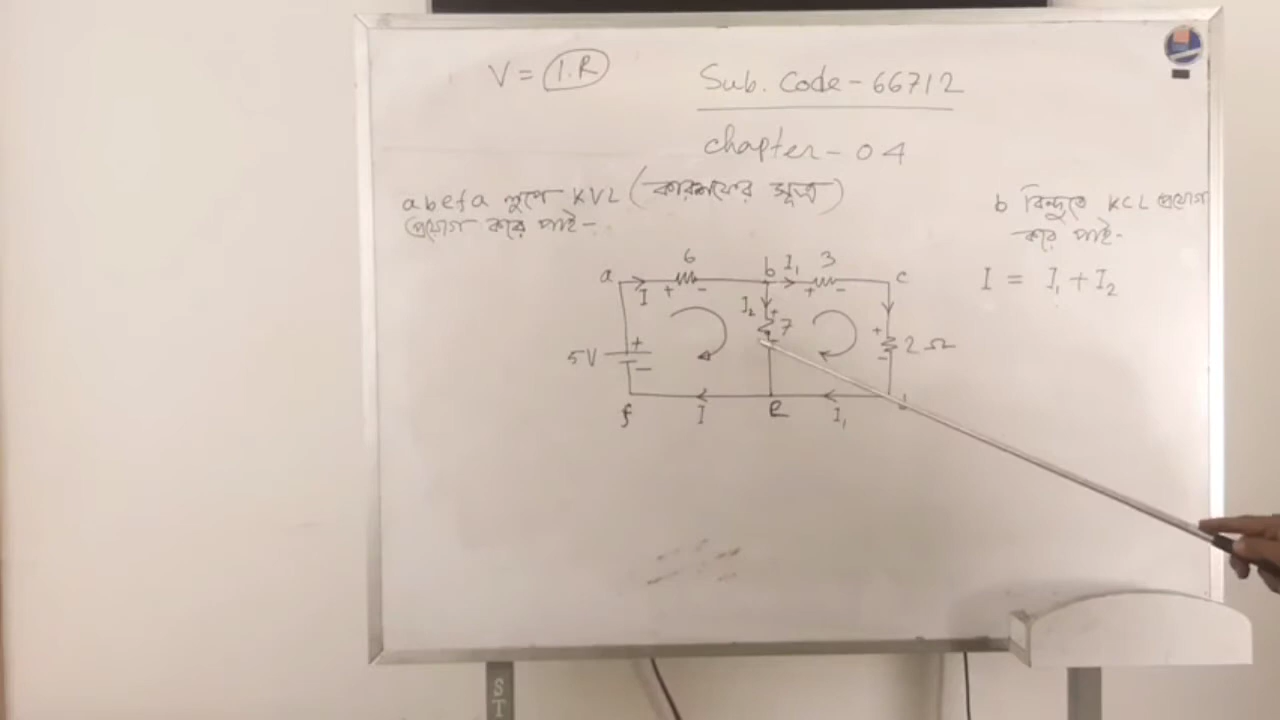 V = I.R
Sub. Code - 66712
chapter - 04
abefa লুপে KVL (কারশফের সূত্র)
প্রয়োগ করে পাই-
b বিন্দুতে KCL প্রয়োগ
করে পাই-
I = I₁ + I₂
a
6
b
I₁
3
c
I
+
-
+
-
I₂
+
7
-
+
2 Ω
-
5V
+
-
f
I
e
I₁
ST